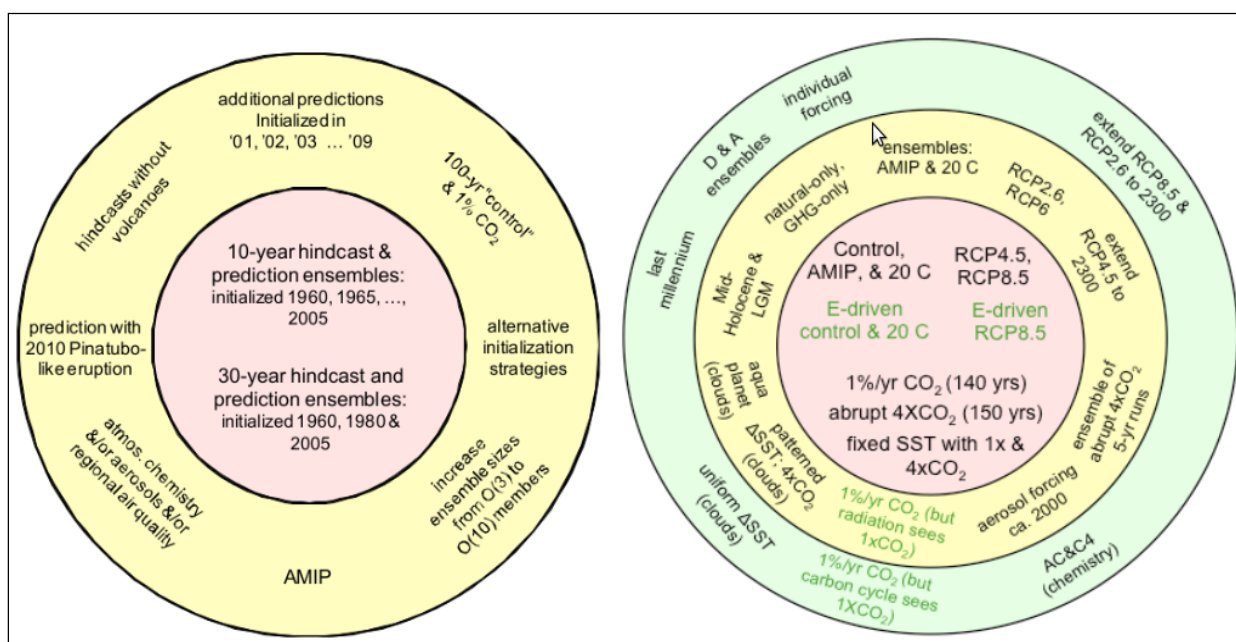 additional predictions
Initialized in
'01, '02, '03 … '09
hindcasts without
volcanoes
100-yr "control"
& 1% CO₂
10-year hindcast &
prediction ensembles:
initialized 1960, 1965, …,
2005
prediction with
2010 Pinatubo-
like eruption
alternative
initialization
strategies
30-year hindcast and
prediction ensembles:
initialized 1960, 1980 &
2005
atmos. chemistry
&/or aerosols &/or
regional air quality
increase
ensemble sizes
from O(3) to
O(10) members
AMIP
individual
forcing
D & A
ensembles
last
millennium
extend RCP8.5 &
RCP2.6 to 2300
uniform ΔSST
(clouds)
1%/yr CO₂ (but
carbon cycle sees
1XCO₂)
AC&C4
(chemistry)
ensembles:
AMIP & 20 C
natural-only,
GHG-only
RCP2.6,
RCP6
Mid-
Holocene &
LGM
extend
RCP4.5 to
2300
aqua
planet
(clouds)
patterned
ΔSST; 4xCO₂
(clouds)
1%/yr CO₂ (but
radiation sees
1xCO₂)
aerosol forcing
ca. 2000
ensemble of
abrupt 4xCO₂
5-yr runs
Control,
AMIP, & 20 C
RCP4.5,
RCP8.5
E-driven
control & 20 C
E-driven
RCP8.5
1%/yr CO₂ (140 yrs)
abrupt 4XCO₂ (150 yrs)
fixed SST with 1x &
4xCO₂